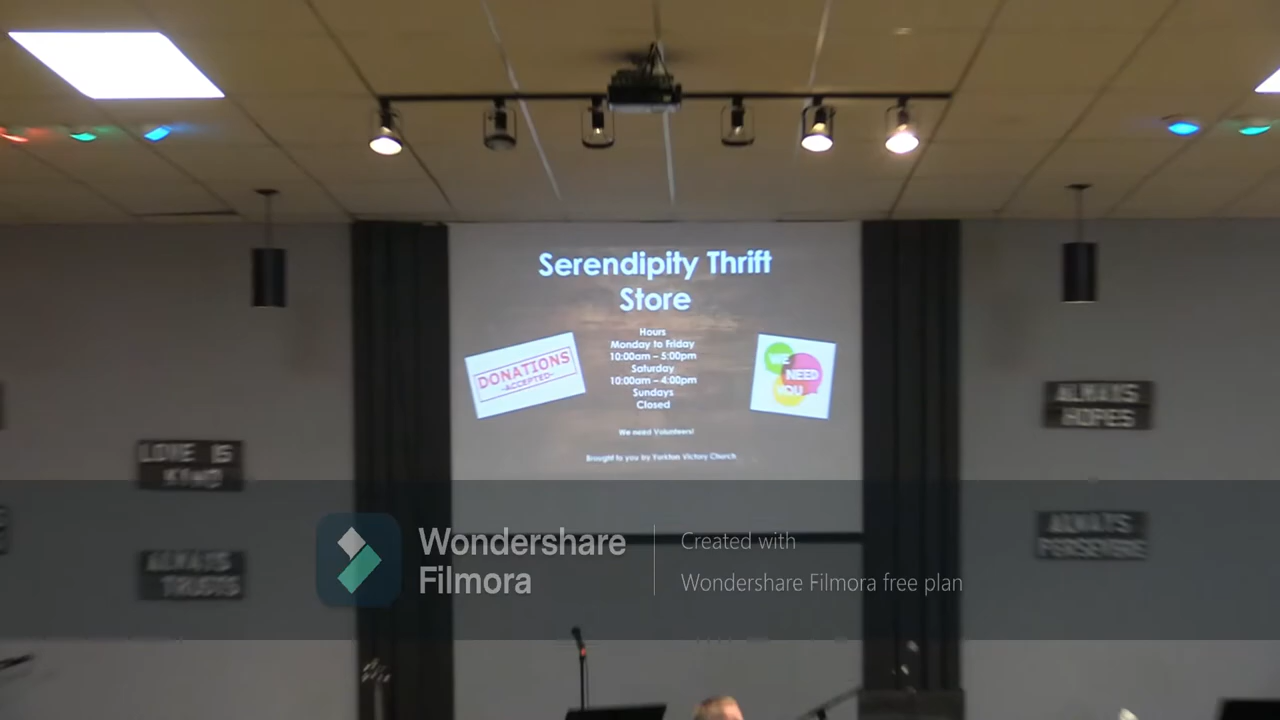 Serendipity Thrift
Store
Hours
Monday to Friday
10:00am – 5:00pm
Saturday
10:00am – 4:00pm
Sundays
Closed
DONATIONS
-ACCEPTED-
WE
NEED
YOU
We need Volunteers!
Brought to you by Yorkton Victory Church
ALWAYS
HOPES
LOVE IS
KIND
ALWAYS
PERSEVERE
ALWAYS
TRUSTS
Wondershare
Filmora
Created with
Wondershare Filmora free plan